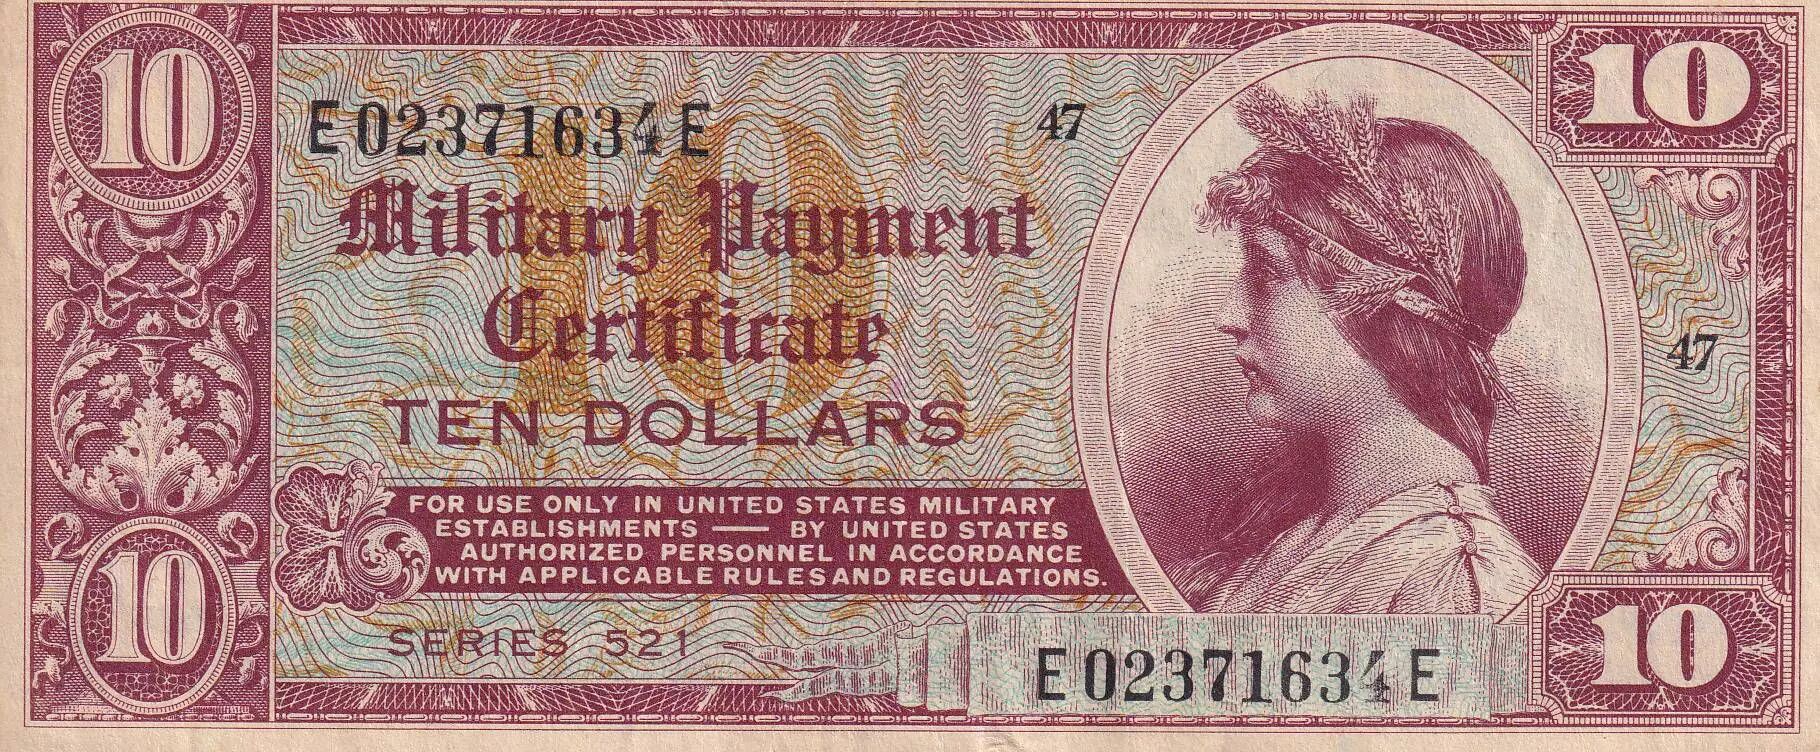 10
10
E02371634E
47
Military Payment
Certificate
10
TEN DOLLARS
47
FOR USE ONLY IN UNITED STATES MILITARY
ESTABLISHMENTS — BY UNITED STATES
AUTHORIZED PERSONNEL IN ACCORDANCE
WITH APPLICABLE RULES AND REGULATIONS.
SERIES 521
E02371634E
10
10